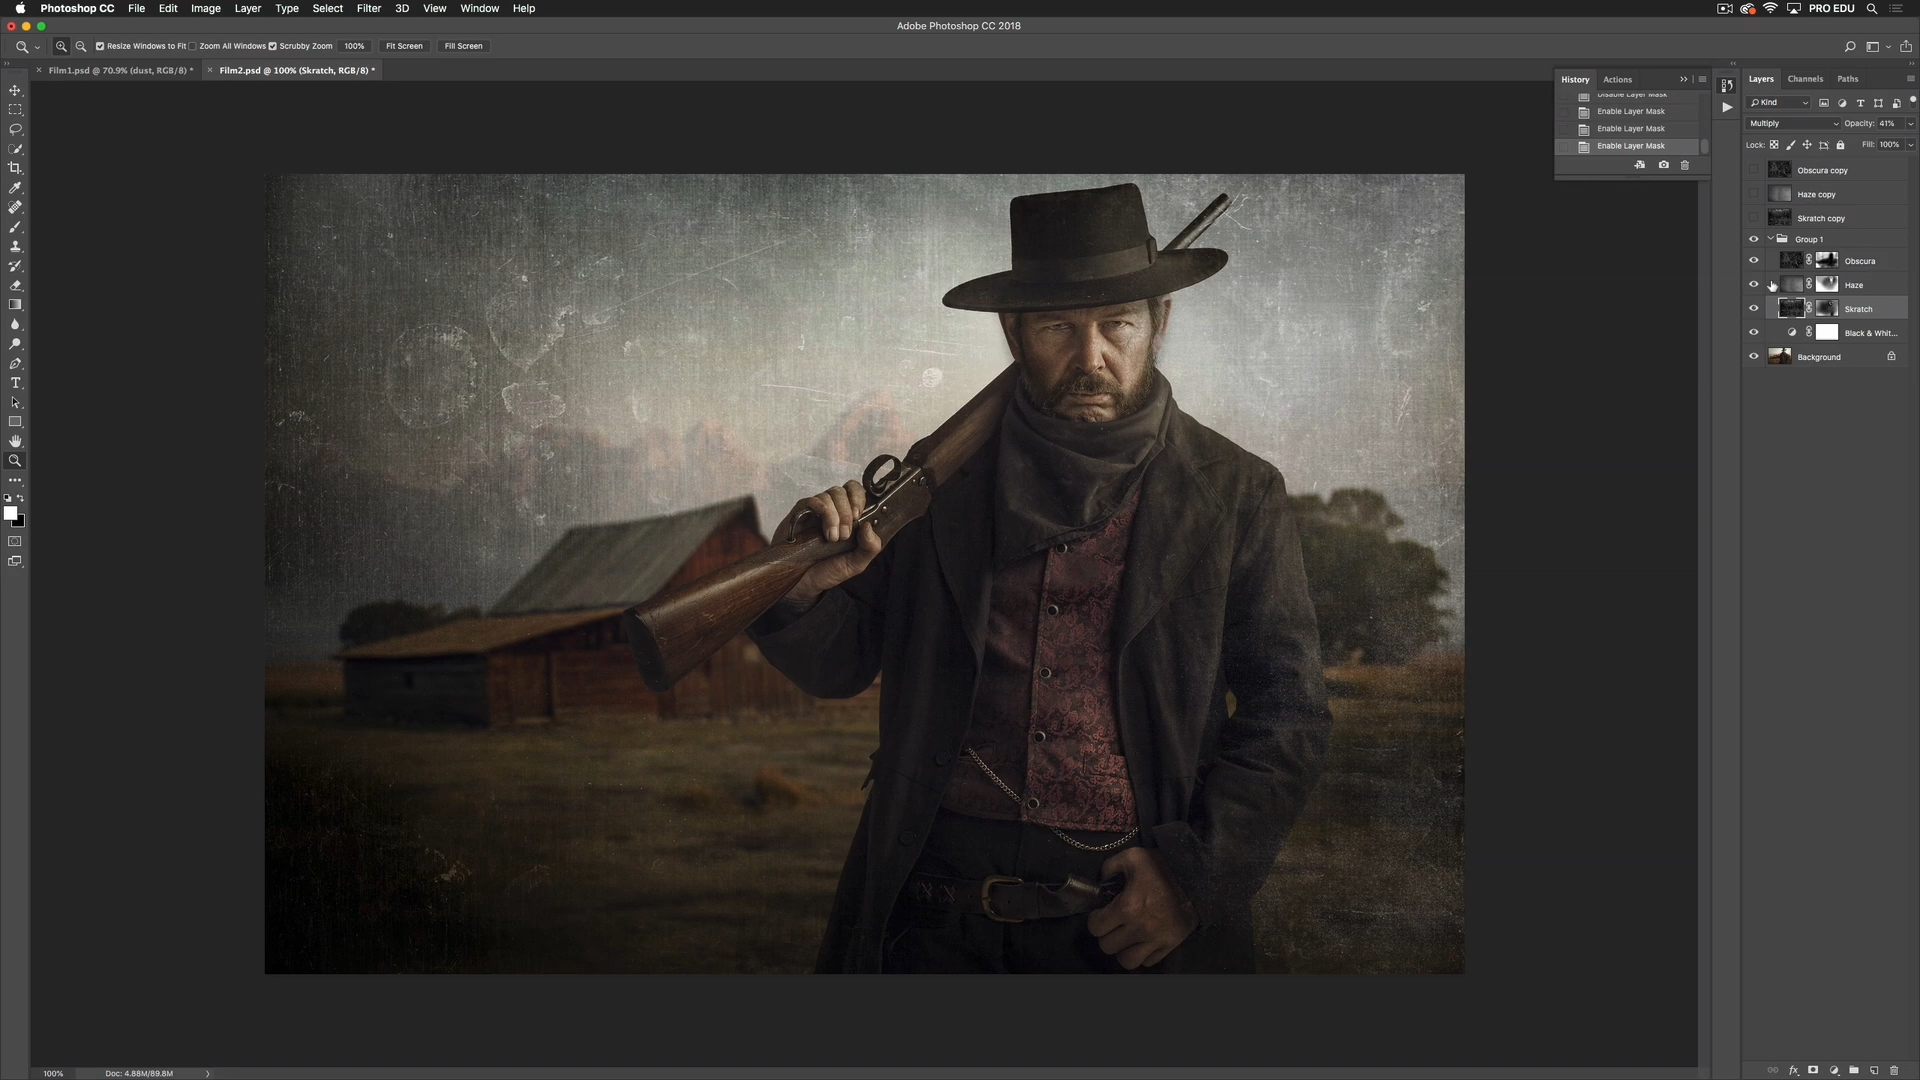 Photoshop CC File Edit Image Layer Type Select Filter 3D View Window Help PRO EDU
Adobe Photoshop CC 2018
Resize Windows to Fit Zoom All Windows Scrubby Zoom 100% Fit Screen Fill Screen
Film1.psd @ 70.9% (dust, RGB/8) * Film2.psd @ 100% (Skratch, RGB/8) *
History Actions
Disable Layer Mask
Enable Layer Mask
Enable Layer Mask
Enable Layer Mask
Layers Channels Paths
Kind
Multiply Opacity: 41%
Lock: Fill: 100%
Obscura copy
Haze copy
Skratch copy
Group 1
Obscura
Haze
Skratch
Black & Whit...
Background
100% Doc: 4.88M/89.8M